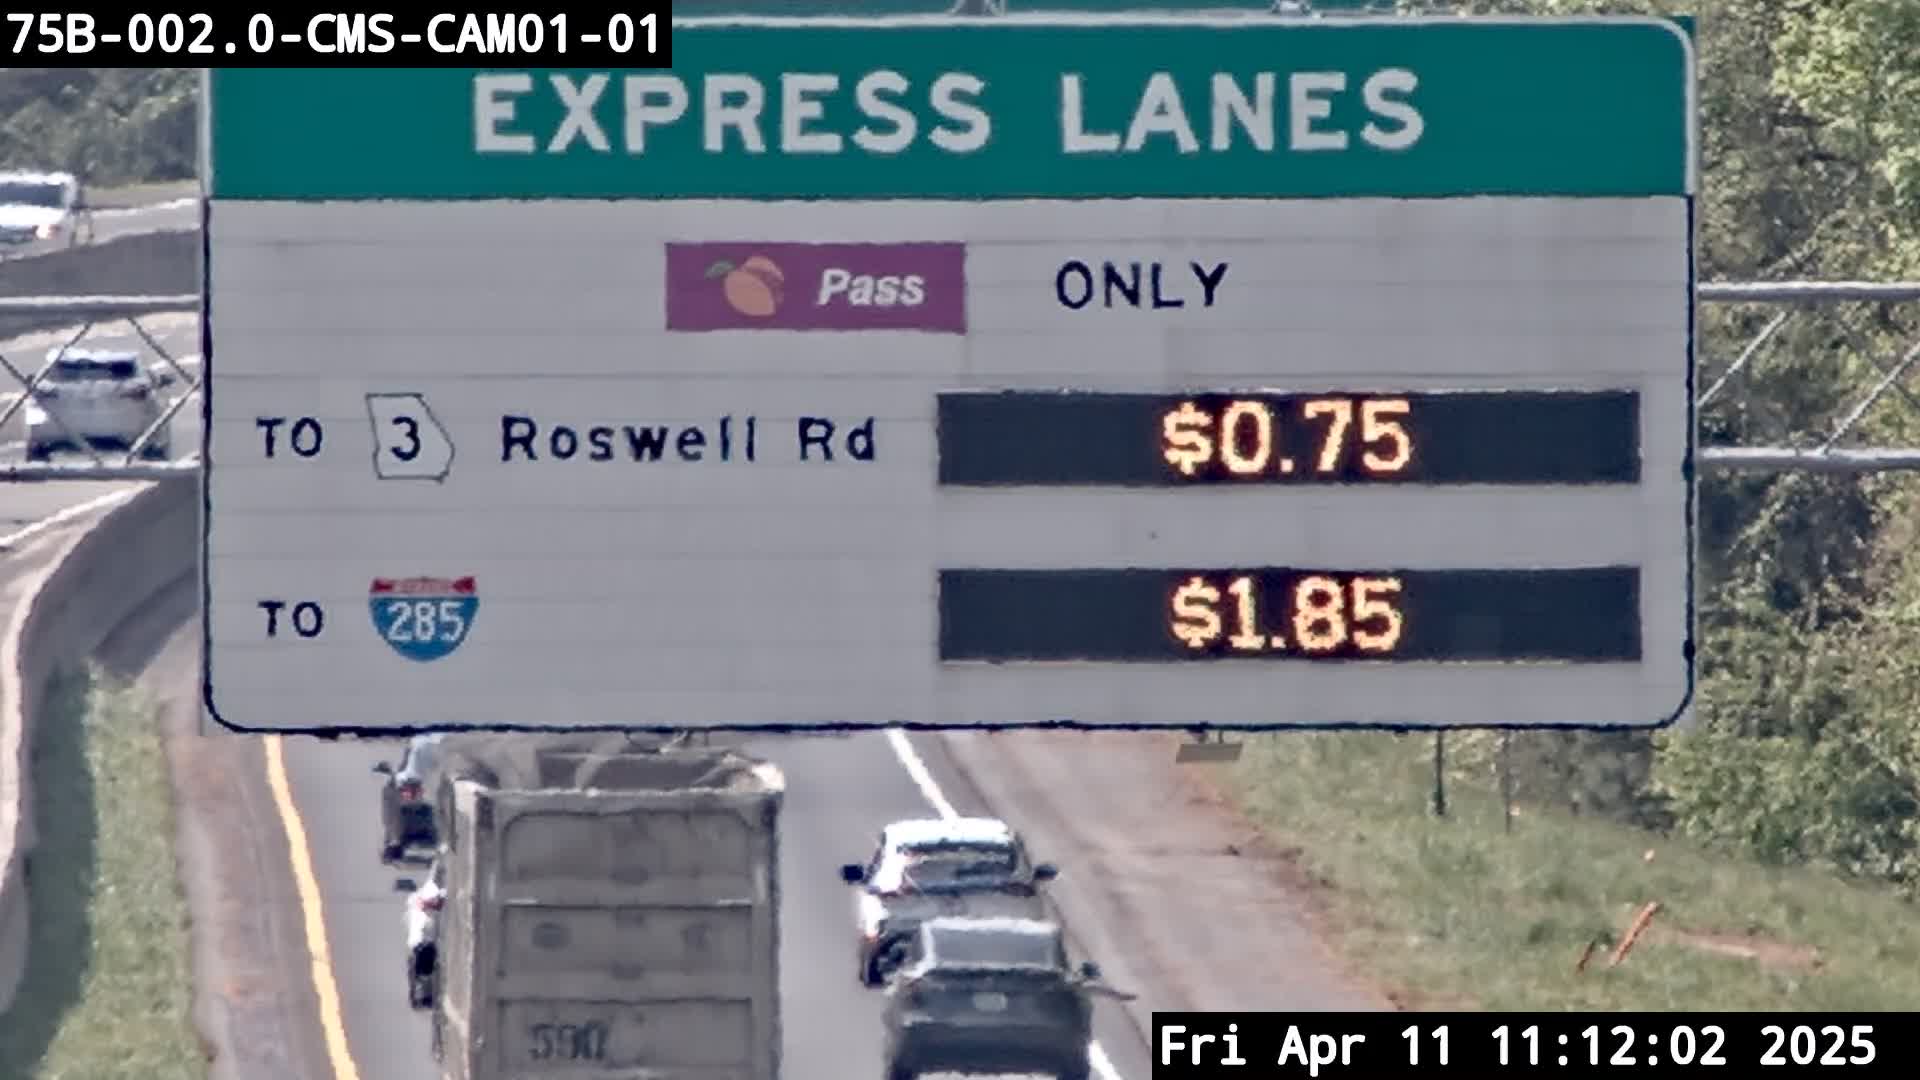 75B-002.0-CMS-CAM01-01
EXPRESS LANES
Pass ONLY
TO 3 Roswell Rd $0.75
TO 285 $1.85
590
Fri Apr 11 11:12:02 2025